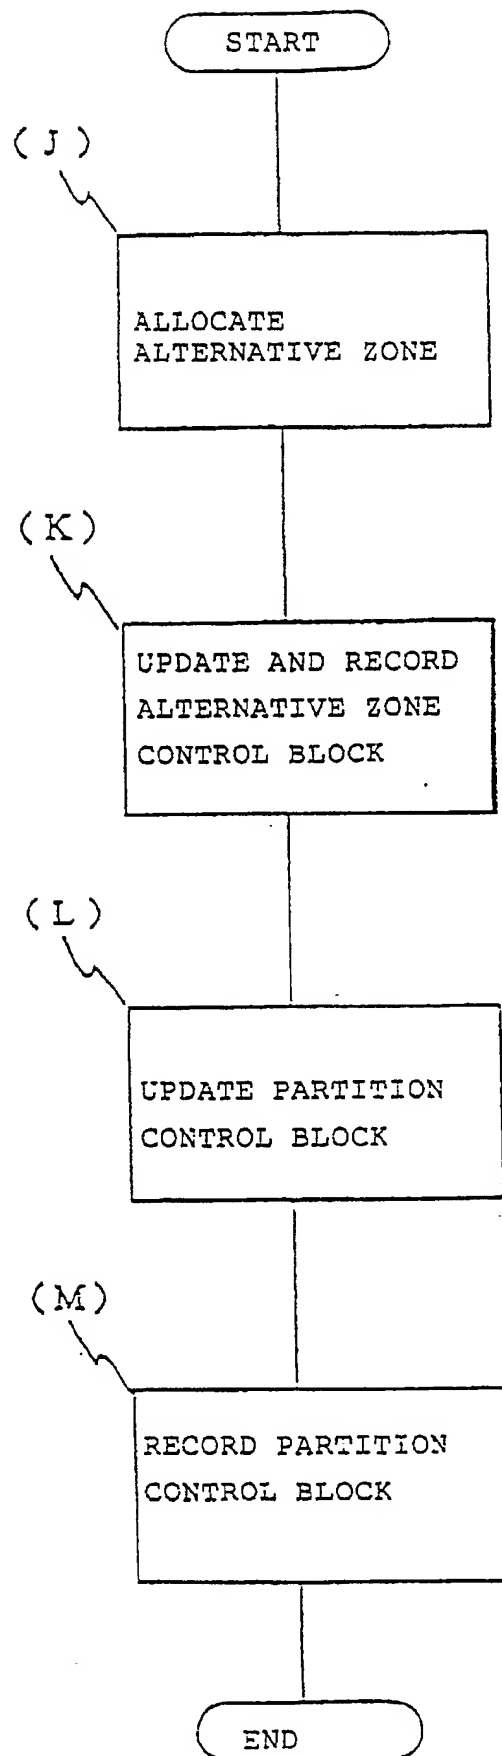 START
(J)
ALLOCATE
ALTERNATIVE ZONE
(K)
UPDATE AND RECORD
ALTERNATIVE ZONE
CONTROL BLOCK
(L)
UPDATE PARTITION
CONTROL BLOCK
(M)
RECORD PARTITION
CONTROL BLOCK
END